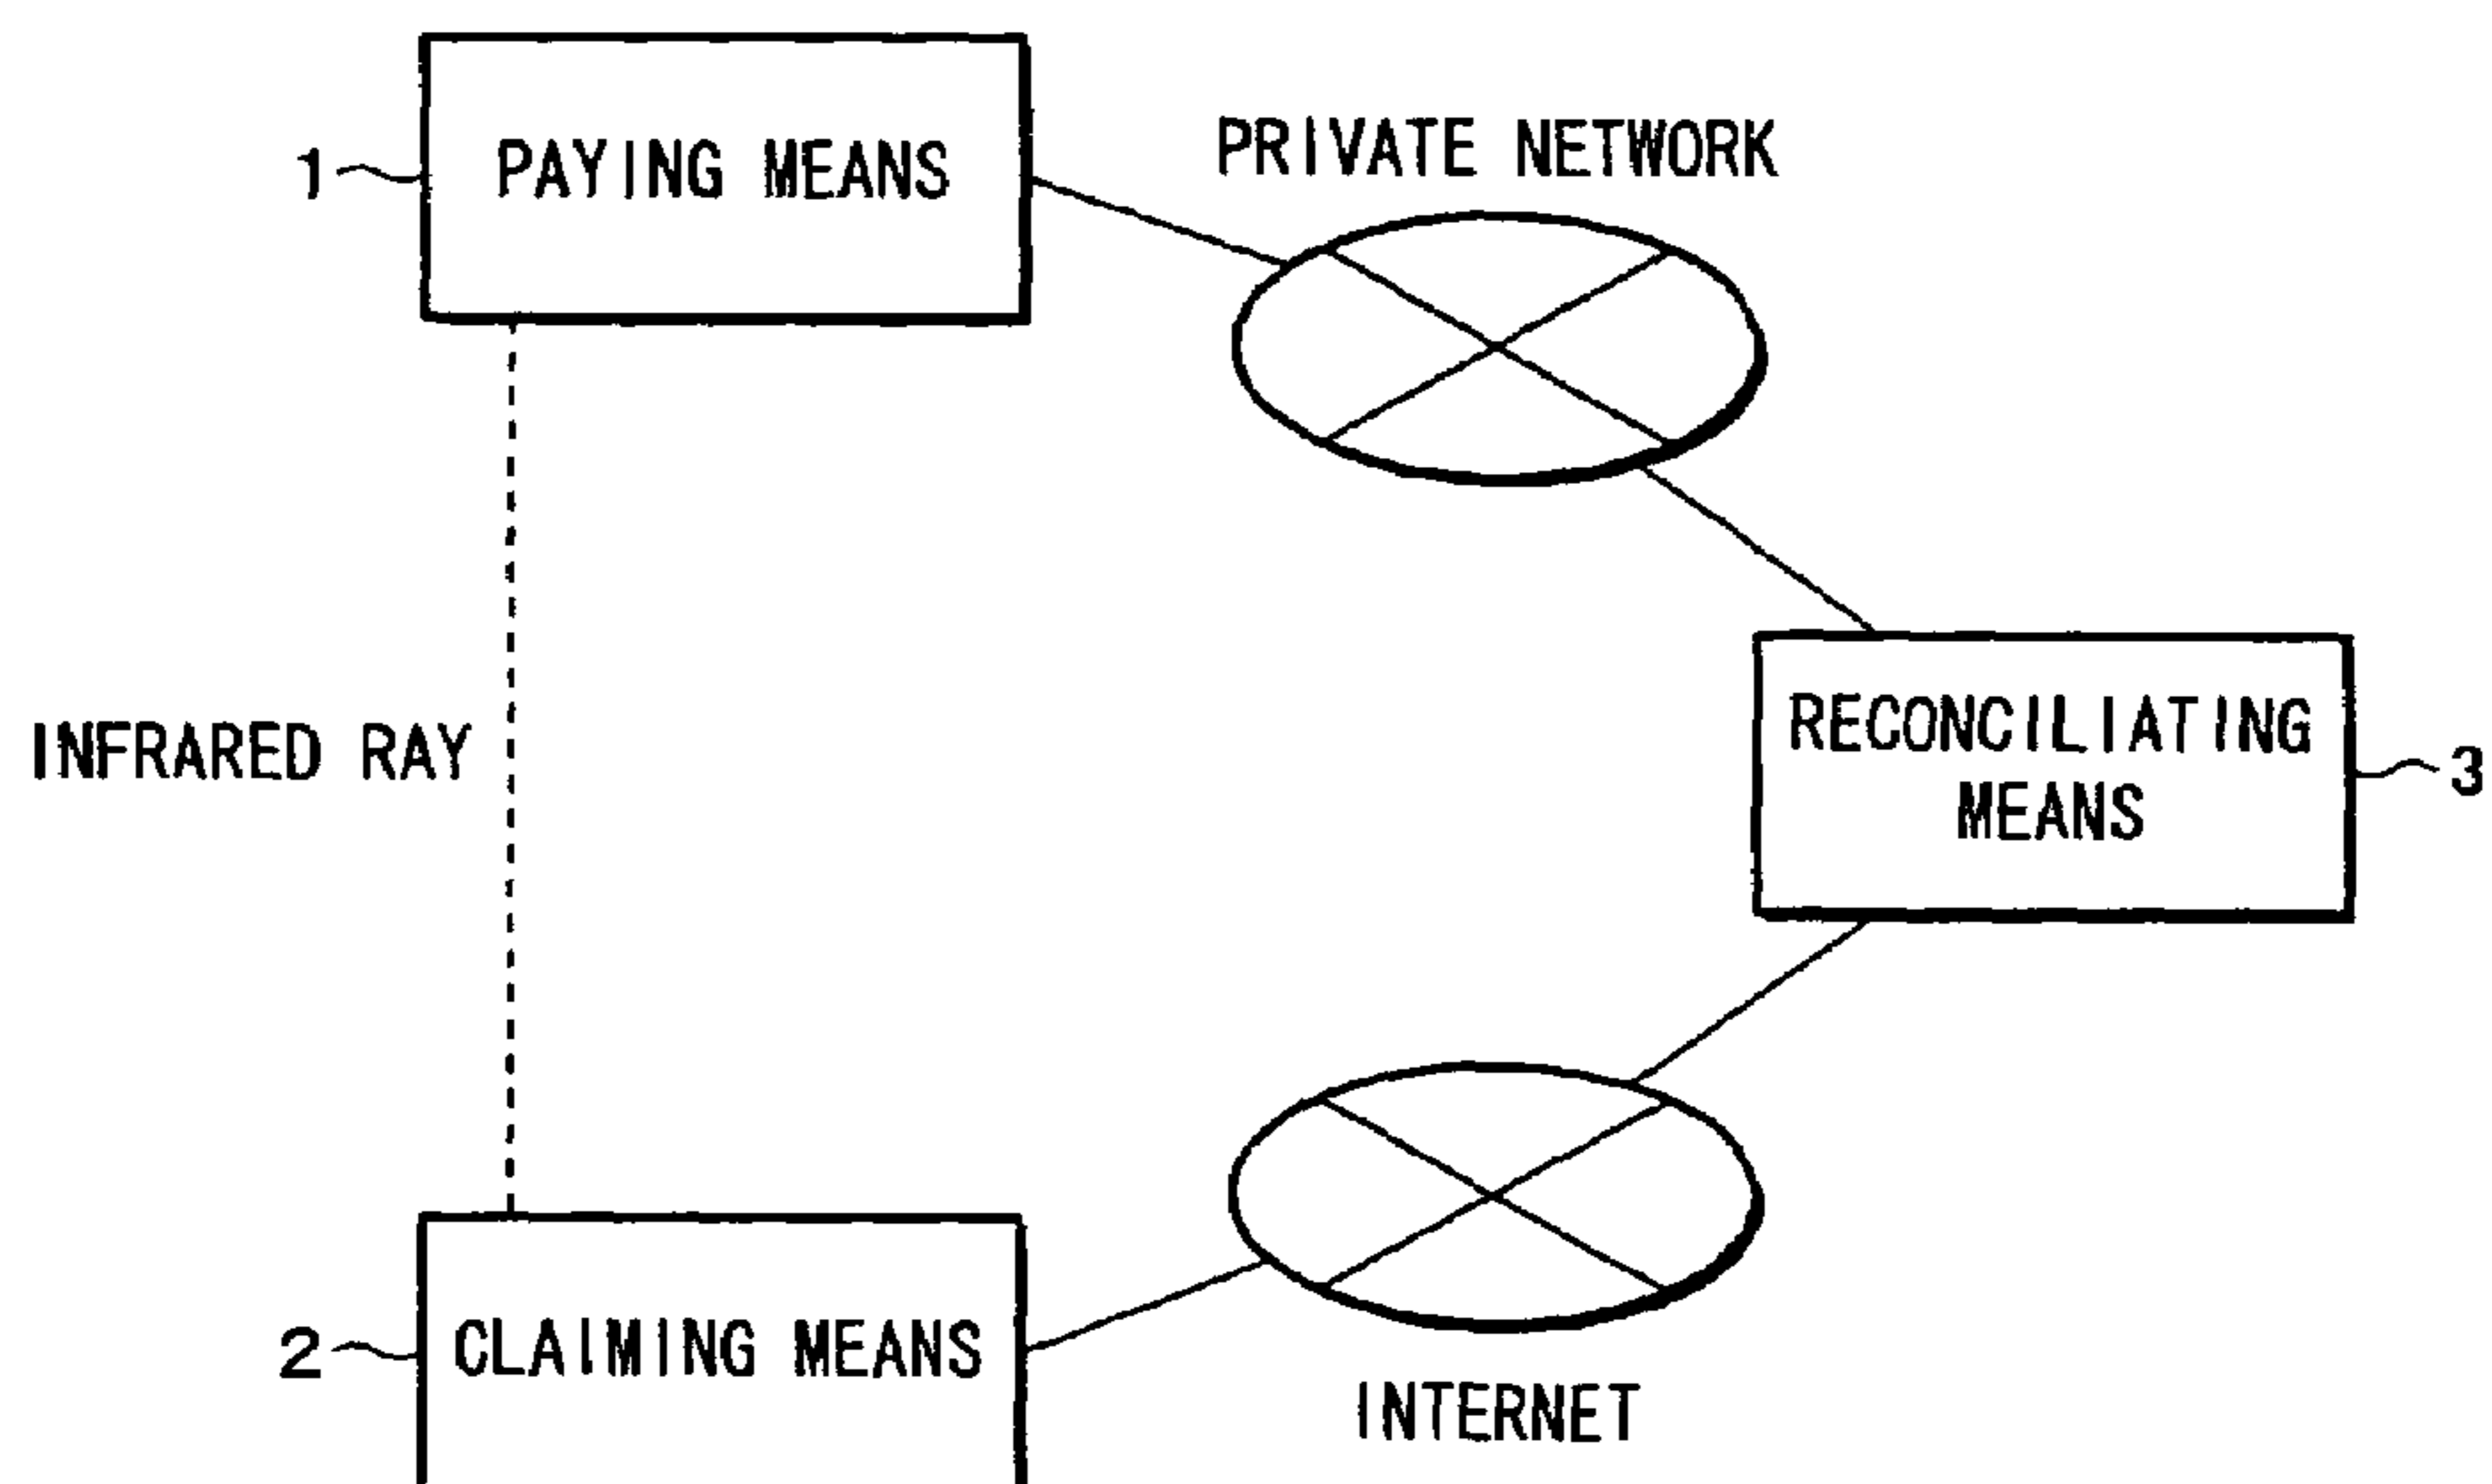 PRIVATE NETWORK
1 PAYING MEANS
INFRARED RAY
RECONCILIATING
MEANS
3
2 CLAIMING MEANS
INTERNET